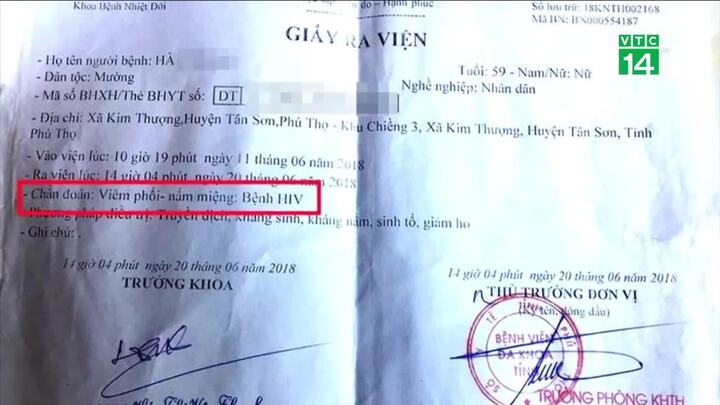 Khoa Bệnh Nhiệt Đới
do - Hạnh phúc
Số lưu trữ: 18KNTH002168
Mã BN: BN000554187
VTC
14
GIẤY RA VIỆN
- Họ tên người bệnh: HÀ
Tuổi: 59 - Nam/Nữ: Nữ
- Dân tộc: Mường
Nghề nghiệp: Nhân dân
- Mã số BHXH/Thẻ BHYT số: DT
- Địa chỉ: Xã Kim Thượng,Huyện Tân Sơn,Phú Thọ - Khu Chiềng 3, Xã Kim Thượng, Huyện Tân Sơn, Tỉnh
Phú Thọ
- Vào viện lúc: 10 giờ 19 phút ngày 11 tháng 06 năm 2018
- Ra viện lúc: 14 giờ 04 phút ngày 20 tháng 06 năm 2018
- Chẩn đoán: Viêm phổi- nấm miệng: Bệnh HIV
- Phương pháp điều trị: Truyền dịch, kháng sinh, kháng nấm, sinh tố, giảm ho
- Ghi chú: .
14 giờ 04 phút ngày 20 tháng 06 năm 2018
14 giờ 04 phút ngày 20 tháng 06 năm 2018
TRƯỞNG KHOA
THỦ TRƯỞNG ĐƠN VỊ
(Ký tên, đóng dấu)
BỆNH VIỆN
ĐA KHOA
TỈNH
TRƯỞNG PHÒNG KHTH